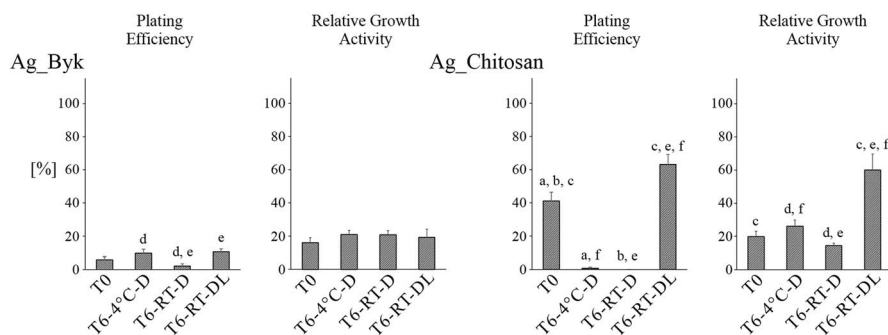 Plating
Efficiency
Relative Growth
Activity
Plating
Efficiency
Relative Growth
Activity
Ag_Byk
Ag_Chitosan
[%]
100
80
60
40
20
0
d
d, e
e
T0
T6-4°C-D
T6-RT-D
T6-RT-DL
100
80
60
40
20
0
T0
T6-4°C-D
T6-RT-D
T6-RT-DL
100
80
60
40
20
0
a, b, c
a, f
b, e
c, e, f
T0
T6-4°C-D
T6-RT-D
T6-RT-DL
100
80
60
40
20
0
c
d, f
d, e
c, e, f
T0
T6-4°C-D
T6-RT-D
T6-RT-DL